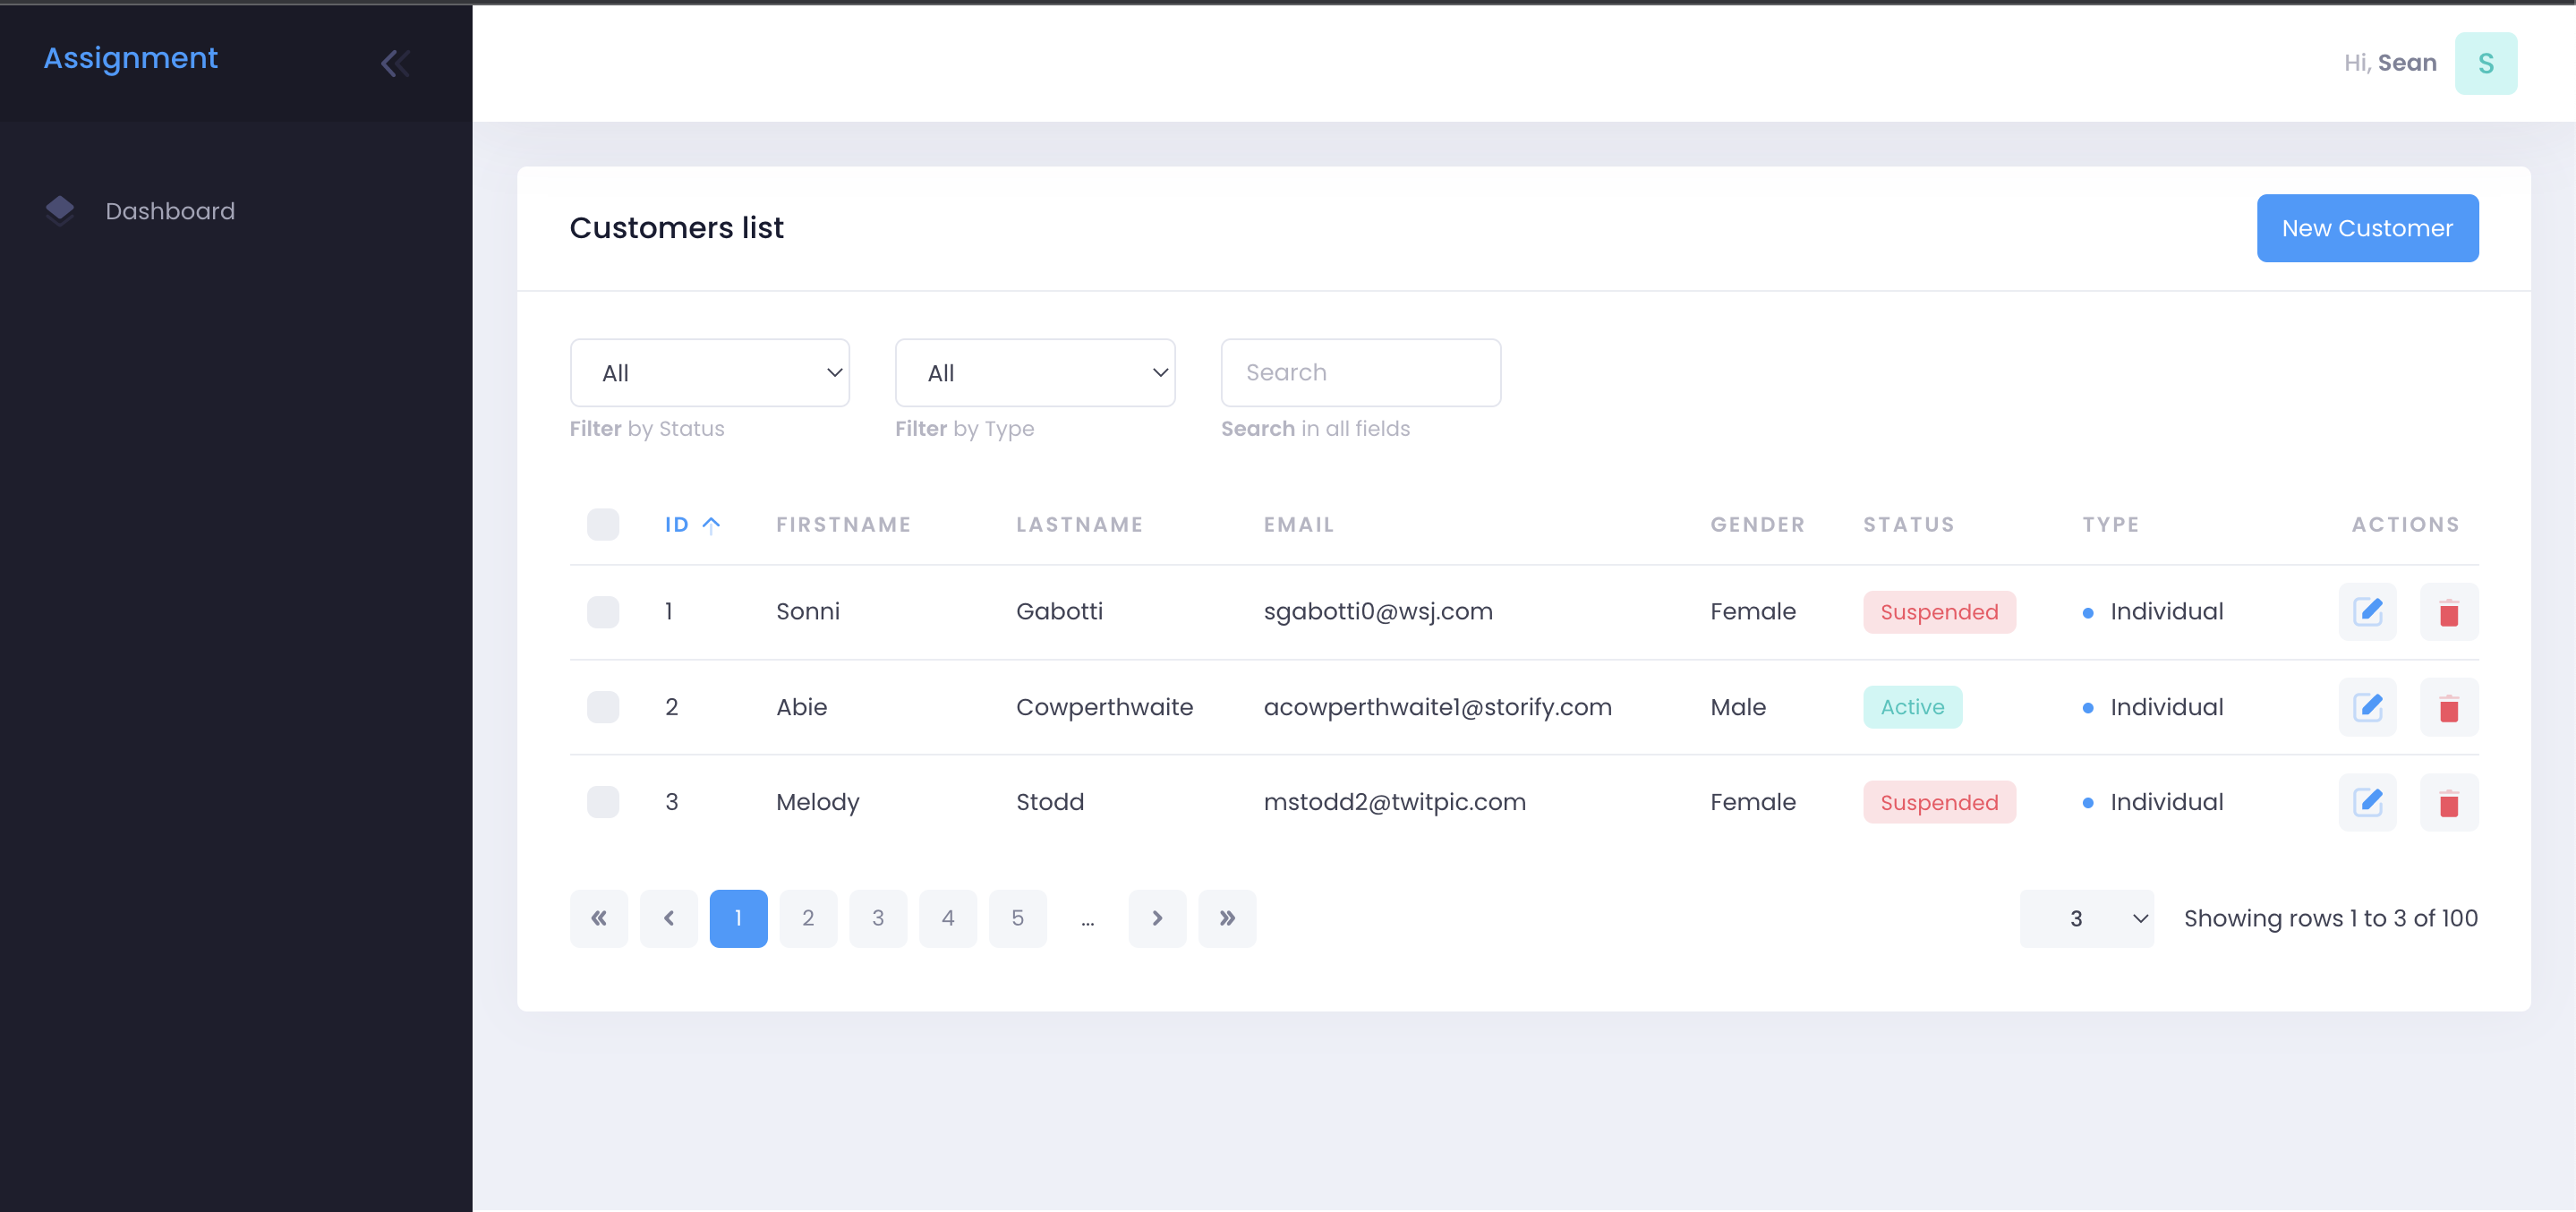 Assignment
Hi, Sean
S
Dashboard
Customers list
New Customer
All
All
Search
Filter by Status
Filter by Type
Search in all fields
ID FIRSTNAME LASTNAME EMAIL GENDER STATUS TYPE ACTIONS
1 Sonni Gabotti sgabotti0@wsj.com Female Suspended Individual
2 Abie Cowperthwaite acowperthwaite1@storify.com Male Active Individual
3 Melody Stodd mstodd2@twitpic.com Female Suspended Individual
1 2 3 4 5 ... 3 Showing rows 1 to 3 of 100